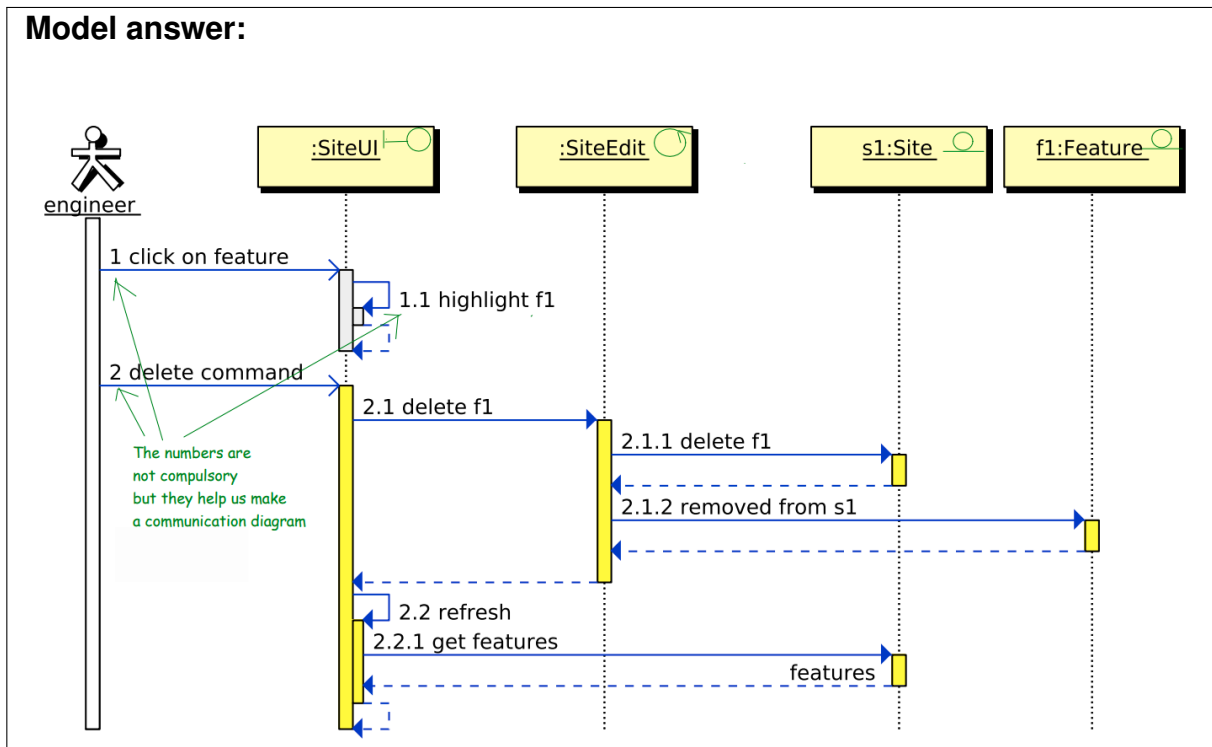 Model answer:
:SiteUI
:SiteEdit
s1:Site
f1:Feature
engineer
1 click on feature
1.1 highlight f1
2 delete command
2.1 delete f1
2.1.1 delete f1
The numbers are
not compulsory
but they help us make
a communication diagram
2.1.2 removed from s1
2.2 refresh
2.2.1 get features
features